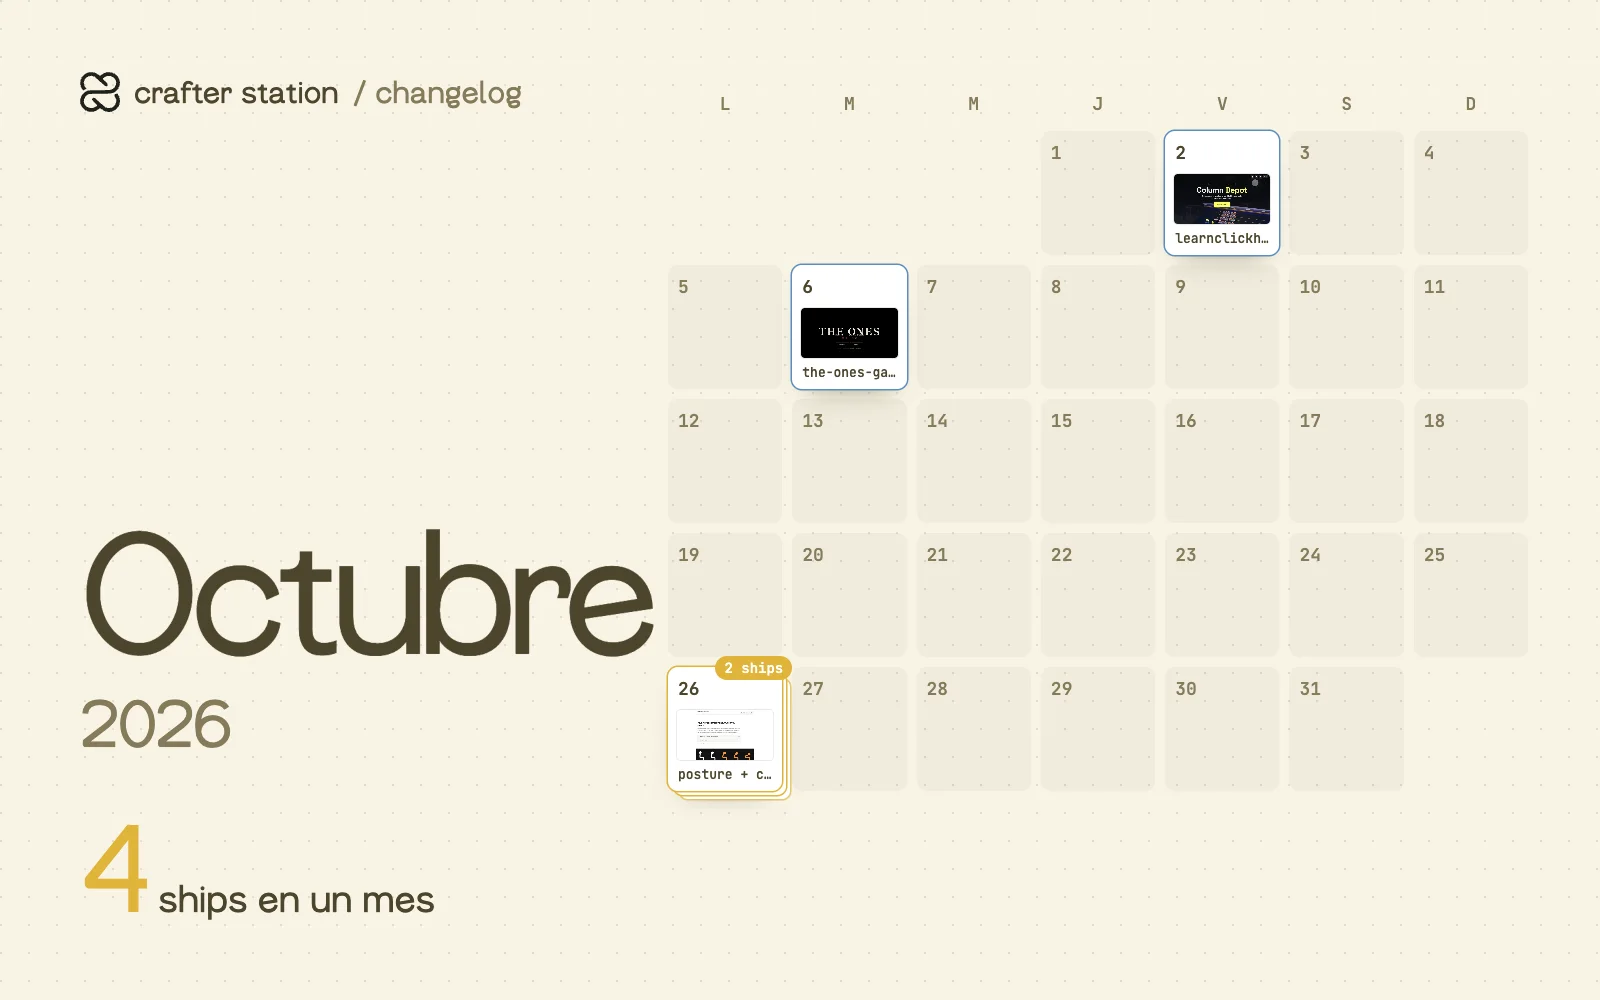 crafter station / changelog
L M M J V S D
1 2 3 4
Column Depot
learnclickh…
5 6 7 8 9 10 11
THE ONES
the-ones-ga…
12 13 14 15 16 17 18
Octubre
19 20 21 22 23 24 25
2026
2 ships
26 27 28 29 30 31
posture + c…
4 ships en un mes